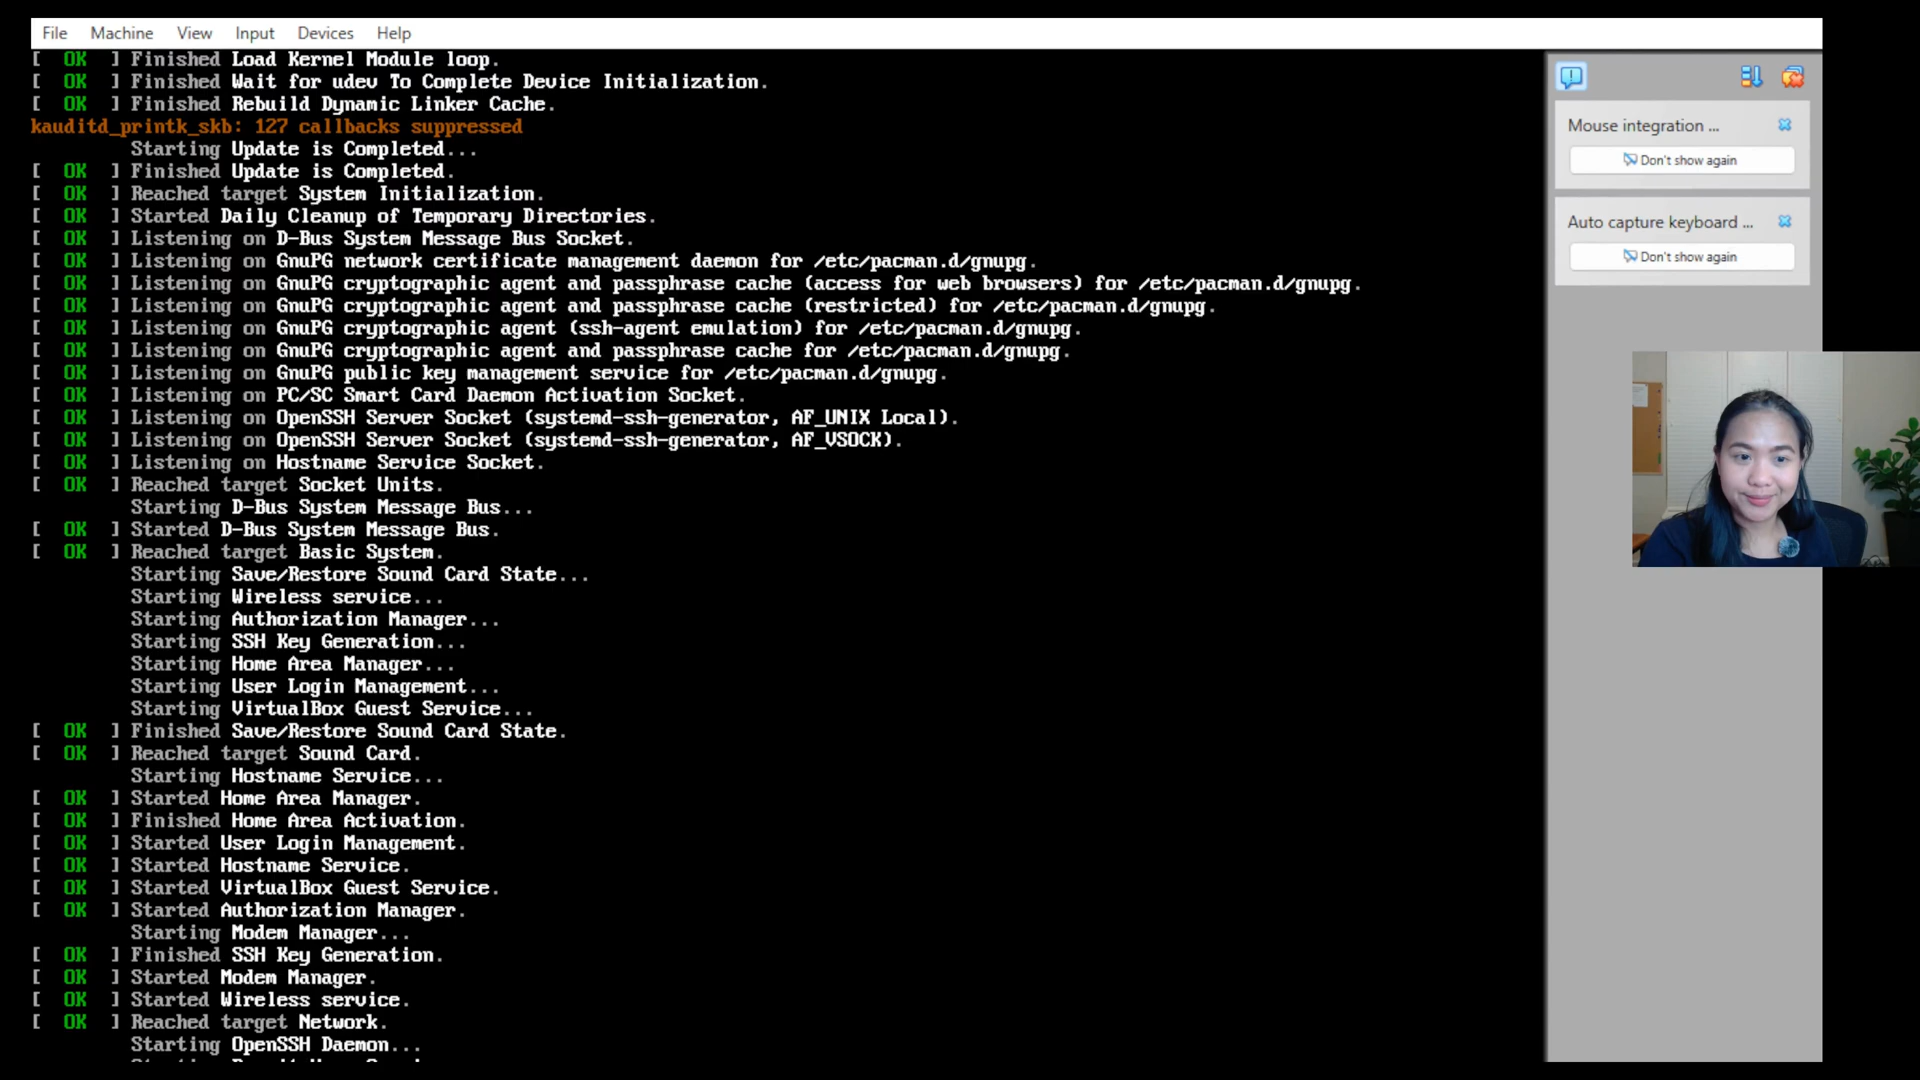 File Machine View Input Devices Help
[ OK ] Finished Load Kernel Module loop.
[ OK ] Finished Wait for udev To Complete Device Initialization.
[ OK ] Finished Rebuild Dynamic Linker Cache.
kauditd_printk_skb: 127 callbacks suppressed
Starting Update is Completed...
[ OK ] Finished Update is Completed.
[ OK ] Reached target System Initialization.
[ OK ] Started Daily Cleanup of Temporary Directories.
[ OK ] Listening on D-Bus System Message Bus Socket.
[ OK ] Listening on GnuPG network certificate management daemon for /etc/pacman.d/gnupg.
[ OK ] Listening on GnuPG cryptographic agent and passphrase cache (access for web browsers) for /etc/pacman.d/gnupg.
[ OK ] Listening on GnuPG cryptographic agent and passphrase cache (restricted) for /etc/pacman.d/gnupg.
[ OK ] Listening on GnuPG cryptographic agent (ssh-agent emulation) for /etc/pacman.d/gnupg.
[ OK ] Listening on GnuPG cryptographic agent and passphrase cache for /etc/pacman.d/gnupg.
[ OK ] Listening on GnuPG public key management service for /etc/pacman.d/gnupg.
[ OK ] Listening on PC/SC Smart Card Daemon Activation Socket.
[ OK ] Listening on OpenSSH Server Socket (systemd-ssh-generator, AF_UNIX Local).
[ OK ] Listening on OpenSSH Server Socket (systemd-ssh-generator, AF_VSOCK).
[ OK ] Listening on Hostname Service Socket.
[ OK ] Reached target Socket Units.
Starting D-Bus System Message Bus...
[ OK ] Started D-Bus System Message Bus.
[ OK ] Reached target Basic System.
Starting Save/Restore Sound Card State...
Starting Wireless service...
Starting Authorization Manager...
Starting SSH Key Generation...
Starting Home Area Manager...
Starting User Login Management...
Starting VirtualBox Guest Service...
[ OK ] Finished Save/Restore Sound Card State.
[ OK ] Reached target Sound Card.
Starting Hostname Service...
[ OK ] Started Home Area Manager.
[ OK ] Finished Home Area Activation.
[ OK ] Started User Login Management.
[ OK ] Started Hostname Service.
[ OK ] Started VirtualBox Guest Service.
[ OK ] Started Authorization Manager.
Starting Modem Manager...
[ OK ] Finished SSH Key Generation.
[ OK ] Started Modem Manager.
[ OK ] Started Wireless service.
[ OK ] Reached target Network.
Starting OpenSSH Daemon...
Mouse integration ...
Don't show again
Auto capture keyboard ...
Don't show again